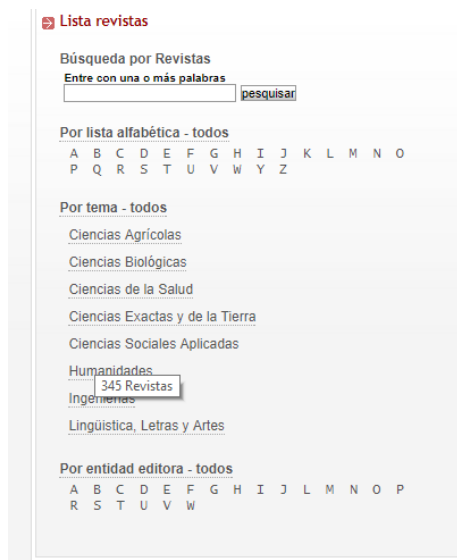 Lista revistas
Búsqueda por Revistas
Entre con una o más palabras
pesquisar
Por lista alfabética - todos
A B C D E F G H I J K L M N O
P Q R S T U V W Y Z
Por tema - todos
Ciencias Agrícolas
Ciencias Biológicas
Ciencias de la Salud
Ciencias Exactas y de la Tierra
Ciencias Sociales Aplicadas
Humanidades
345 Revistas
Ingenierías
Lingüistica, Letras y Artes
Por entidad editora - todos
A B C D E F G H I J L M N O P
R S T U V W